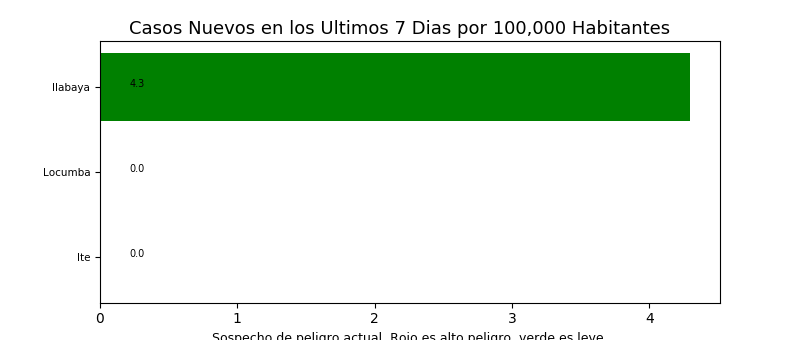 Casos Nuevos en los Ultimos 7 Dias por 100,000 Habitantes
Ilabaya
4.3
Locumba
0.0
Ite
0.0
0 1 2 3 4
Sospecho de peligro actual. Rojo es alto peligro, verde es leve